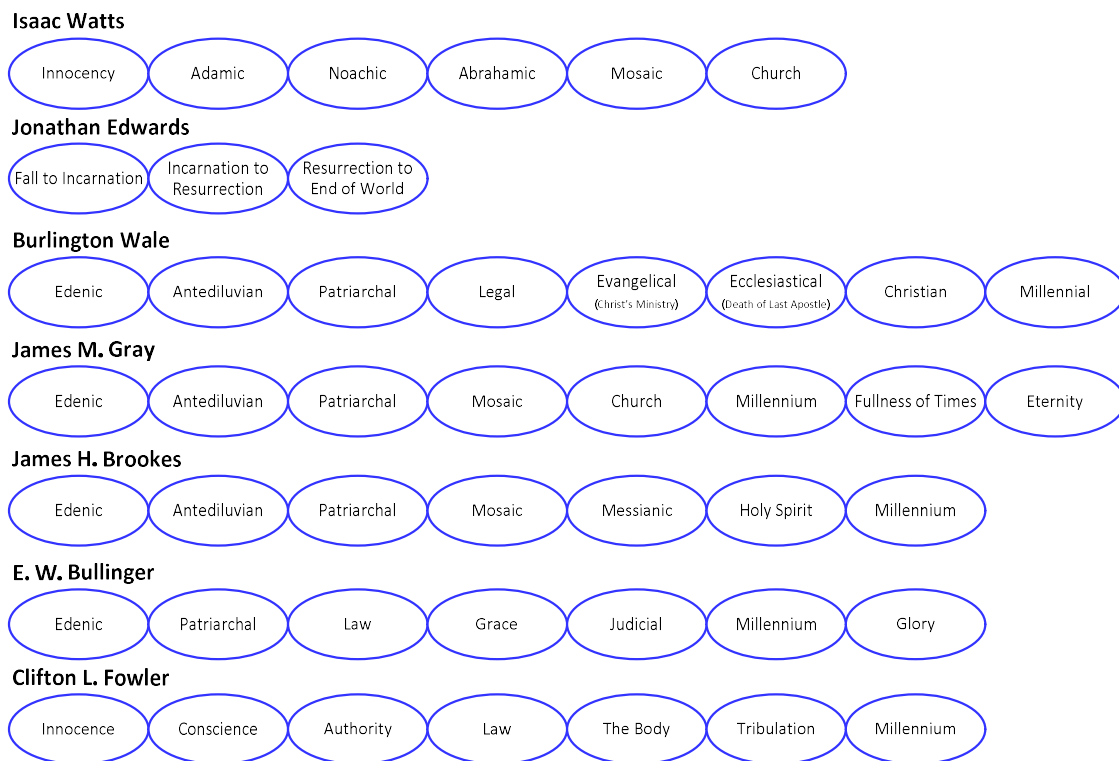 Isaac Watts
Innocency Adamic Noachic Abrahamic Mosaic Church
Jonathan Edwards
Fall to Incarnation
Incarnation to
Resurrection
Resurrection to
End of World
Burlington Wale
Edenic Antediluvian Patriarchal Legal
Evangelical
(Christ's Ministry)
Ecclesiastical
(Death of Last Apostle)
Christian Millennial
James M. Gray
Edenic Antediluvian Patriarchal Mosaic Church Millennium Fullness of Times Eternity
James H. Brookes
Edenic Antediluvian Patriarchal Mosaic Messianic Holy Spirit Millennium
E. W. Bullinger
Edenic Patriarchal Law Grace Judicial Millennium Glory
Clifton L. Fowler
Innocence Conscience Authority Law The Body Tribulation Millennium